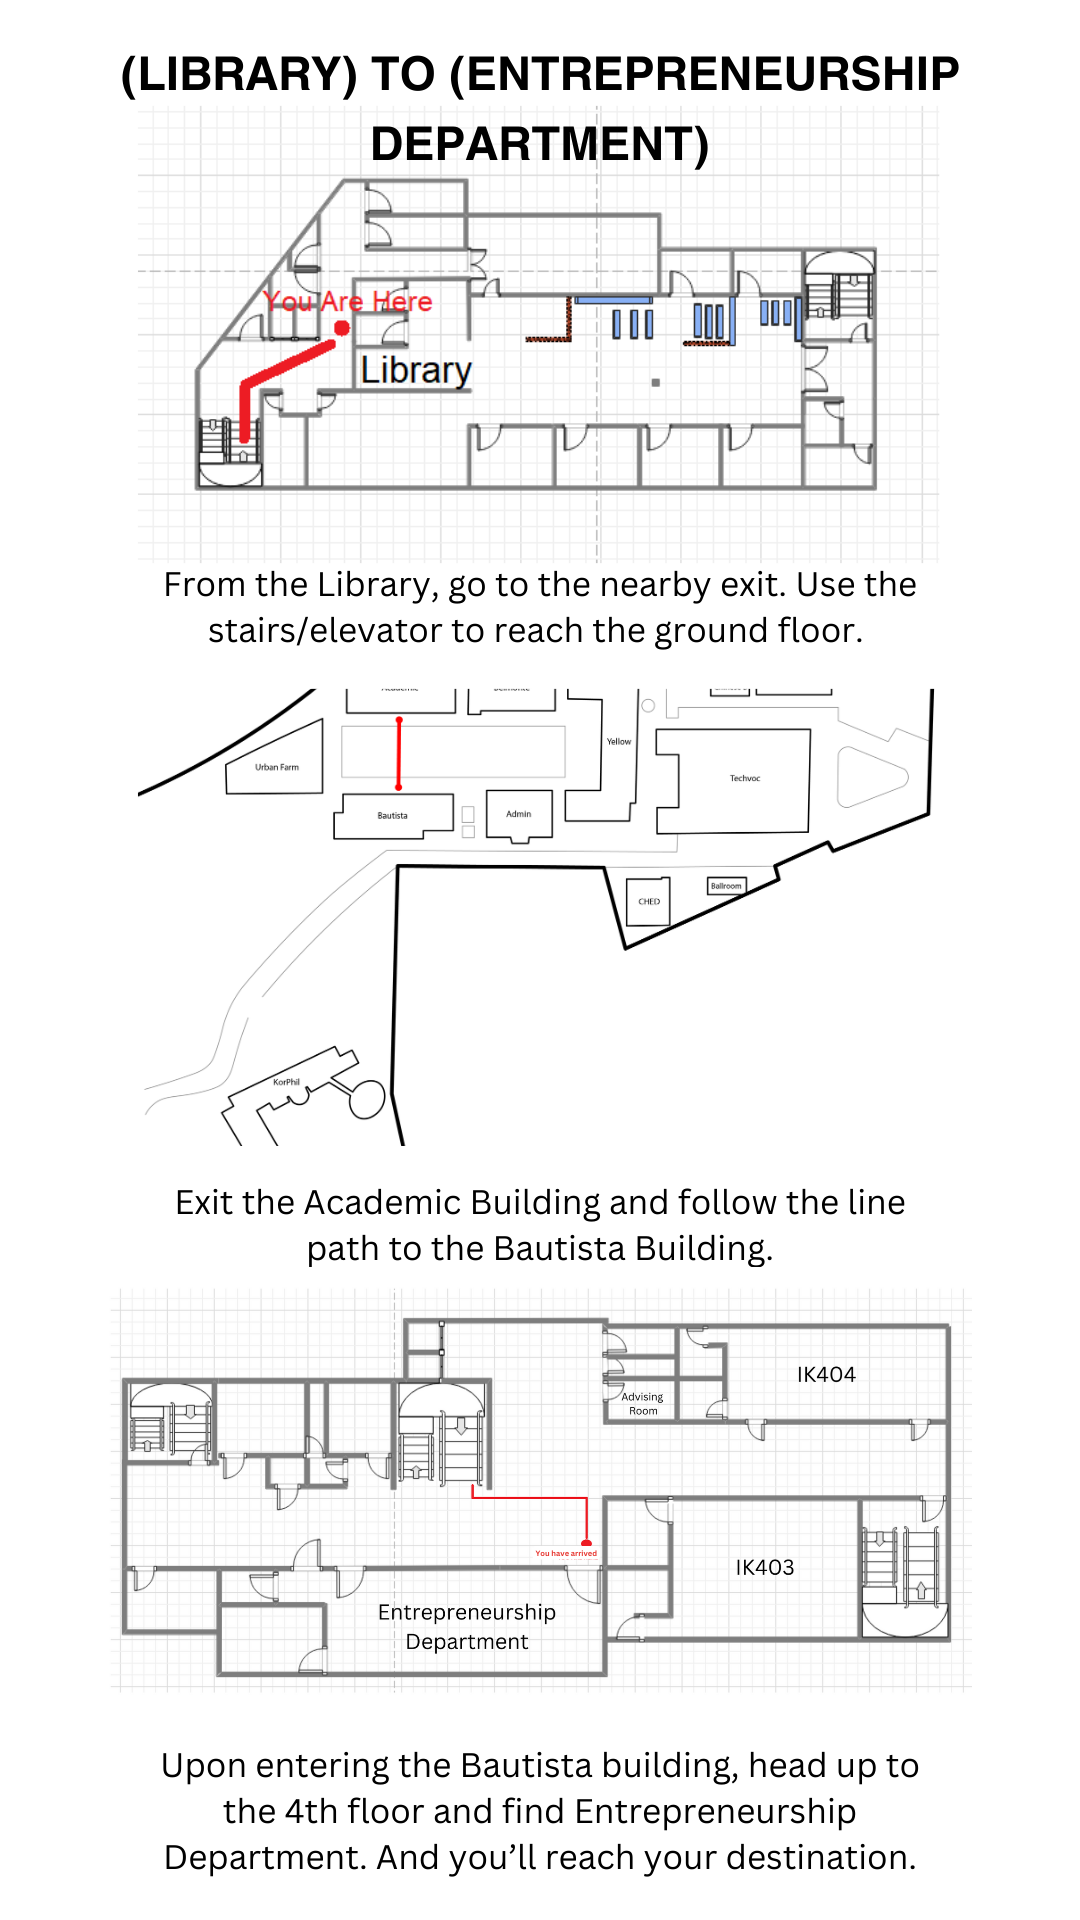 (LIBRARY) TO (ENTREPRENEURSHIP
DEPARTMENT)
You Are Here
Library
From the Library, go to the nearby exit. Use the
stairs/elevator to reach the ground floor.
Yellow
Urban Farm
Techvoc
Bautista
Admin
Ballroom
CHED
KorPhil
Exit the Academic Building and follow the line
path to the Bautista Building.
IK404
Advising
Room
You have arrived
IK403
Entrepreneurship
Department
Upon entering the Bautista building, head up to
the 4th floor and find Entrepreneurship
Department. And you’ll reach your destination.